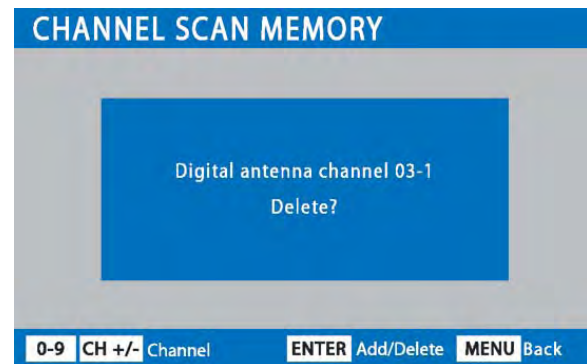 CHANNEL SCAN MEMORY
Digital antenna channel 03-1
Delete?
0-9 CH +/- Channel ENTER Add/Delete MENU Back